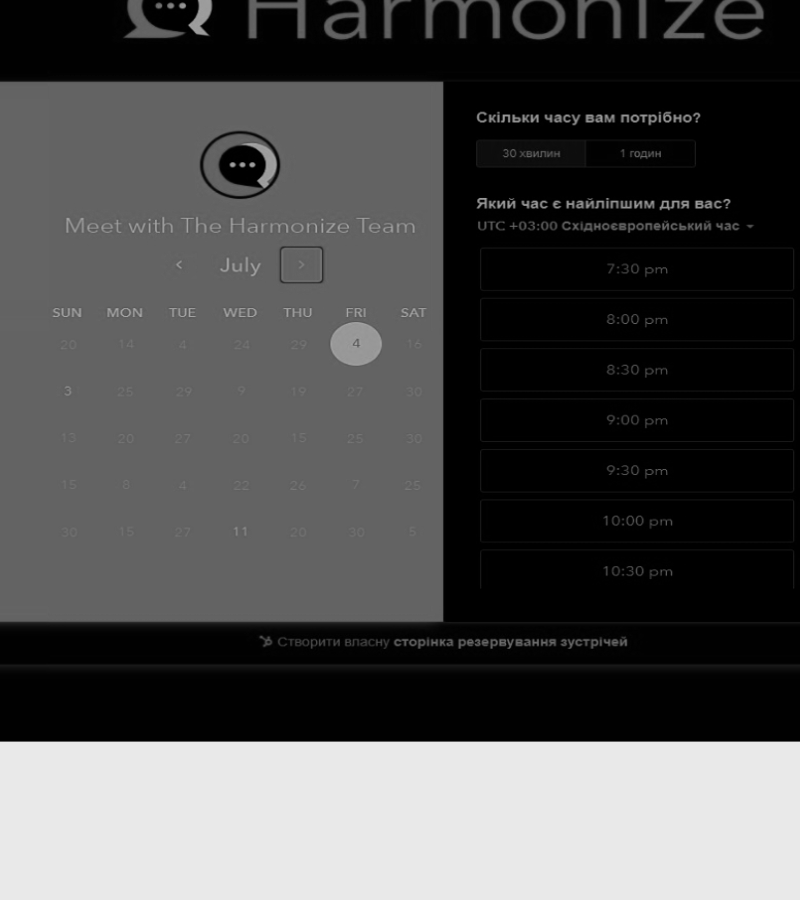 Harmonize
Meet with The Harmonize Team
July
SUN MON TUE WED THU FRI SAT
20 14 4 24 29 4 16
3 25 29 9 19 27 30
13 20 27 20 15 25 30
15 8 4 22 26 7 25
30 15 27 11 20 30 5
Скільки часу вам потрібно?
30 хвилин 1 годин
Який час є найліпшим для вас?
UTC +03:00 Східноєвропейський час
7:30 pm
8:00 pm
8:30 pm
9:00 pm
9:30 pm
10:00 pm
10:30 pm
Створити власну сторінка резервування зустрічей